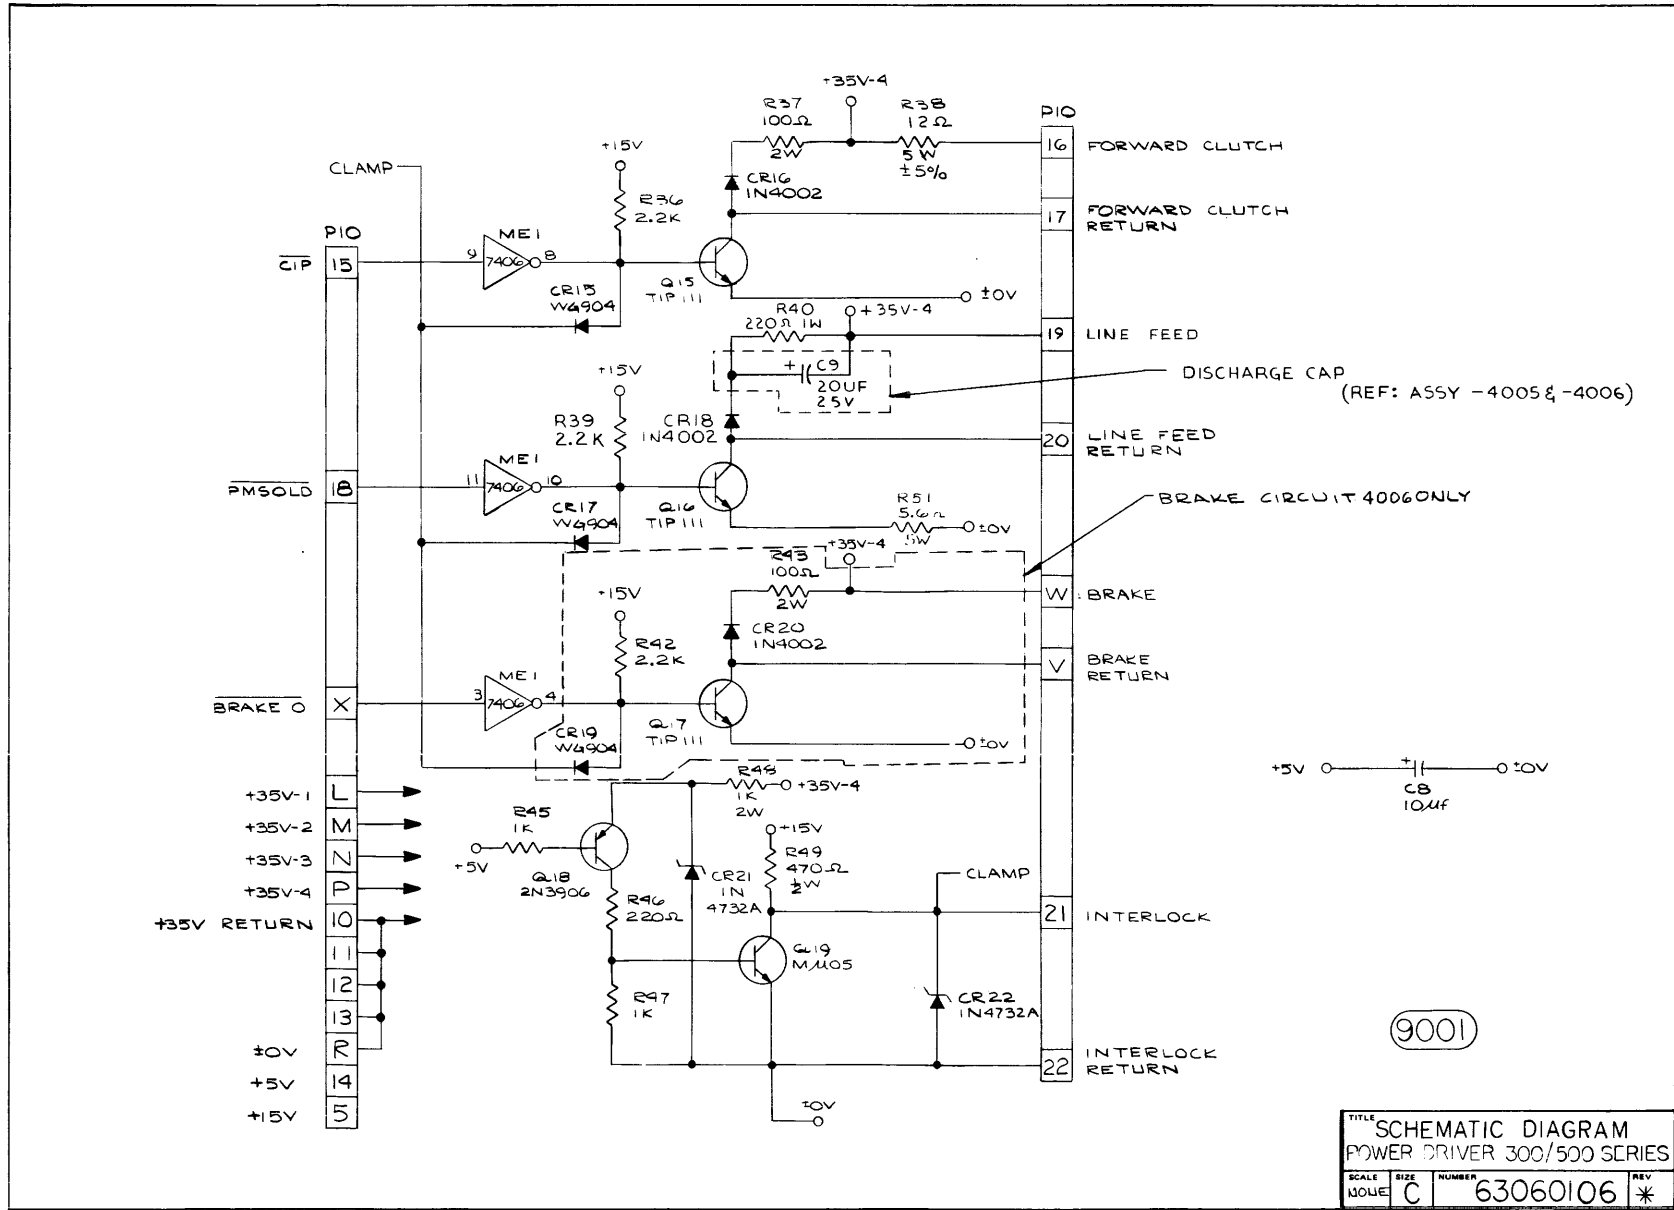 +35V-4
R37
100Ω
2W
R38
12Ω
5W
±5%
P10
16 FORWARD CLUTCH
CLAMP
+15V
R36
2.2K
CR16
1N4002
17 FORWARD CLUTCH
RETURN
P10
CIP 15
9 ME1 8
7406
CR15
W4904
Q15
TIP 111
±0V
R40
220Ω 1W
+35V-4
19 LINE FEED
+ C9
20UF
25V
DISCHARGE CAP
(REF: ASSY -4005 & -4006)
+15V
R39
2.2K
CR18
1N4002
20 LINE FEED
RETURN
PMSOLD 18
11 ME1 10
7406
CR17
W4904
Q16
TIP 111
R51
5.6Ω
5W
±0V
BRAKE CIRCUIT 4006 ONLY
+35V-4
R43
100Ω
2W
W BRAKE
+15V
R42
2.2K
CR20
1N4002
V BRAKE
RETURN
BRAKE O X
3 ME1 4
7406
CR19
W4904
Q17
TIP 111
±0V
+5V
+
C8
10µf
±0V
+35V-1 L
+35V-2 M
+35V-3 N
+35V-4 P
+35V RETURN 10
11
12
13
±0V R
+5V 14
+15V 5
R48
1K
2W
+35V-4
R45
1K
+5V
Q18
2N3906
CR21
1N
4732A
+15V
R49
470Ω
½W
CLAMP
R46
220Ω
21 INTERLOCK
Q19
R47
1K
CR22
1N4732A
22 INTERLOCK
RETURN
±0V
9001
TITLE SCHEMATIC DIAGRAM
POWER DRIVER 300/500 SERIES
SCALE NONE SIZE C NUMBER 63060106 REV *